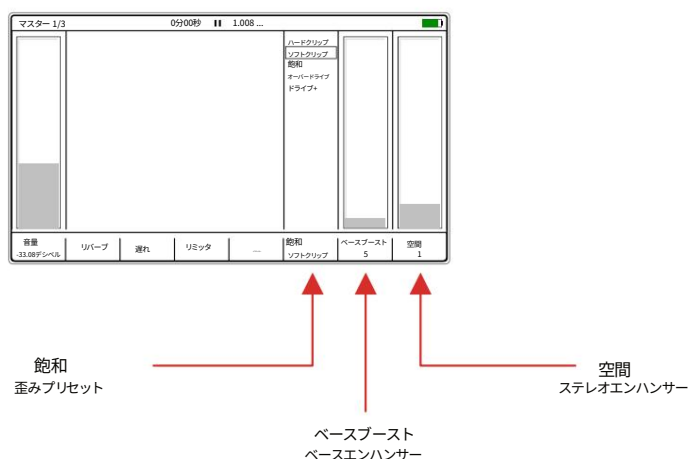 マスター 1/3 0分00秒 1.008 ...
ハードクリップ
ソフトクリップ
飽和
オーバードライブ
ドライブ+
音量
-33.08デシベル
リバーブ
遅れ
リミッタ
...
飽和
ソフトクリップ
ベースブースト
5
空間
1
飽和
歪みプリセット
空間
ステレオエンハンサー
ベースブースト
ベースエンハンサー